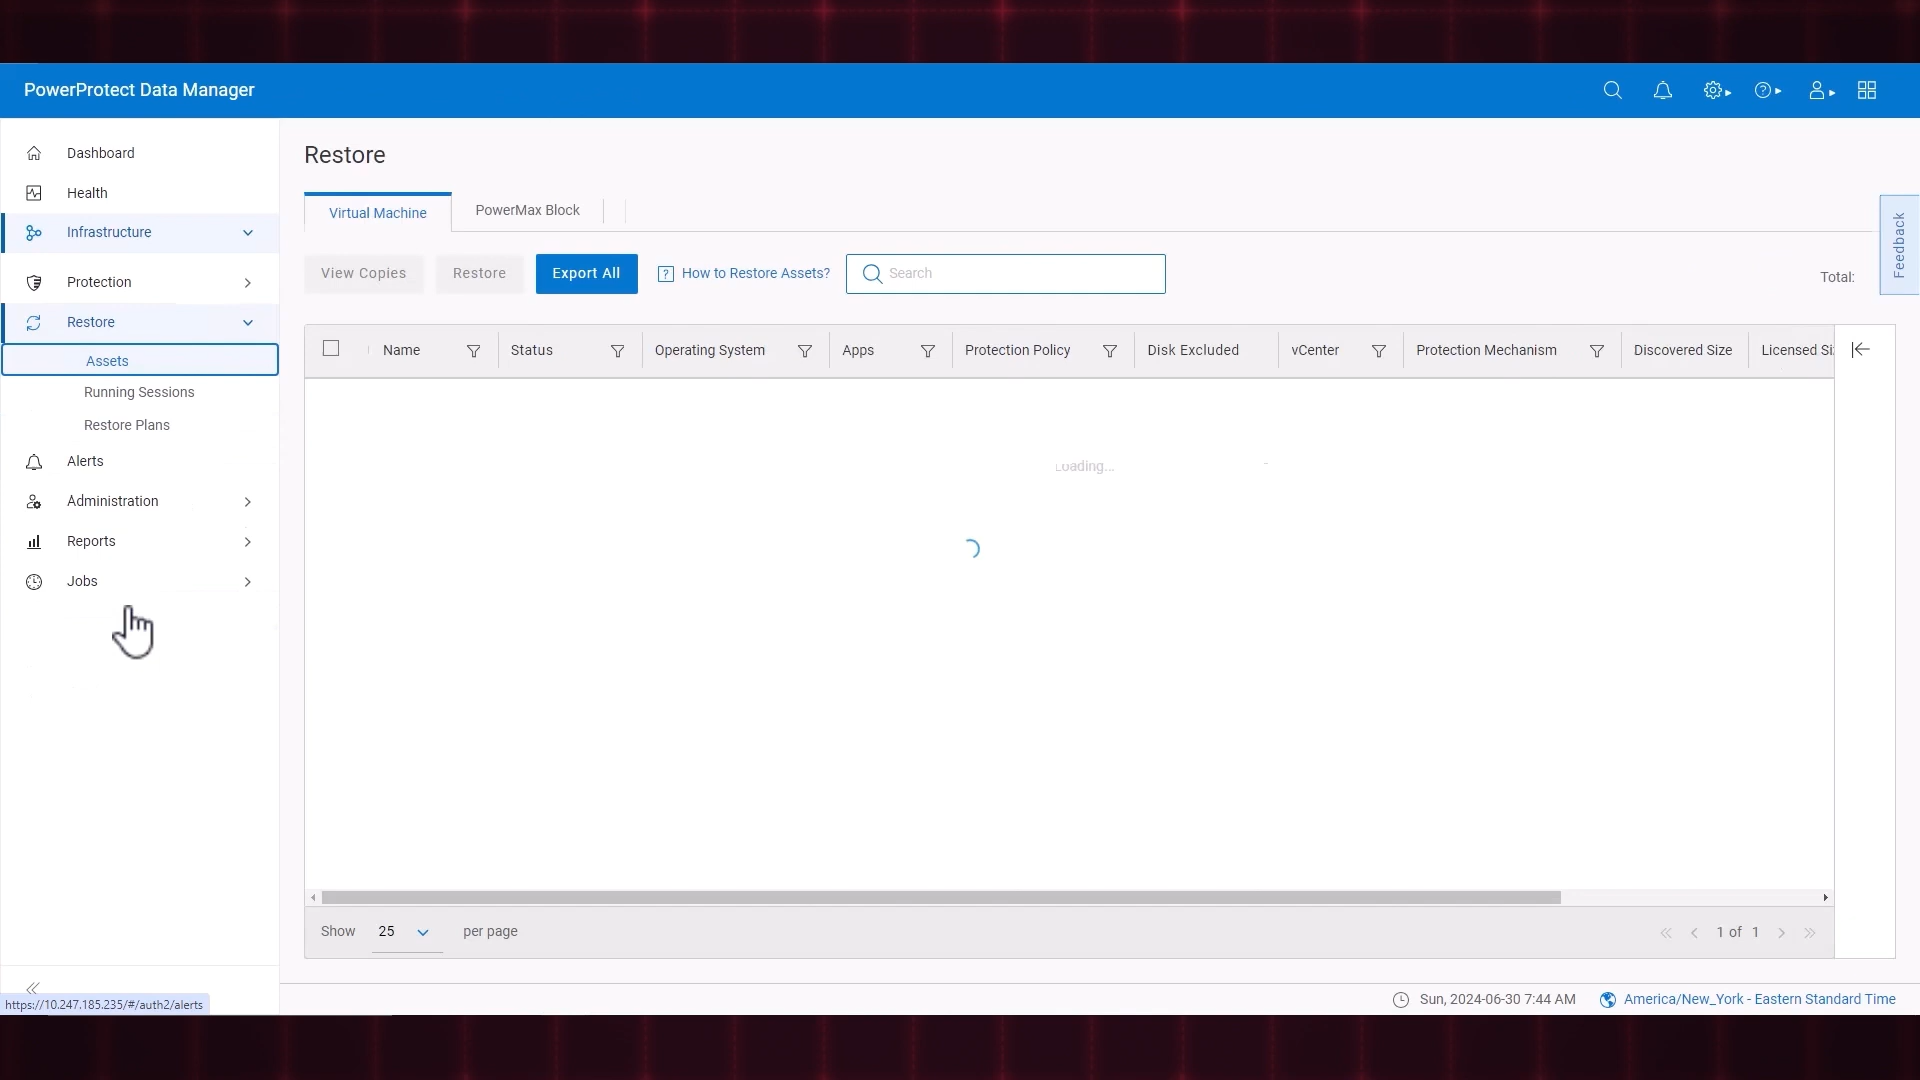 PowerProtect Data Manager
Dashboard
Health
Infrastructure
Protection
Restore
Assets
Running Sessions
Restore Plans
Alerts
Administration
Reports
Jobs
https://10.247.185.235/#/auth2/alerts
Restore
Virtual Machine
PowerMax Block
View Copies
Restore
Export All
How to Restore Assets?
Search
Total:
Feedback
Name
Status
Operating System
Apps
Protection Policy
Disk Excluded
vCenter
Protection Mechanism
Discovered Size
Licensed Si
Loading...
Show 25 per page
1 of 1
Sun, 2024-06-30 7:44 AM
America/New_York - Eastern Standard Time